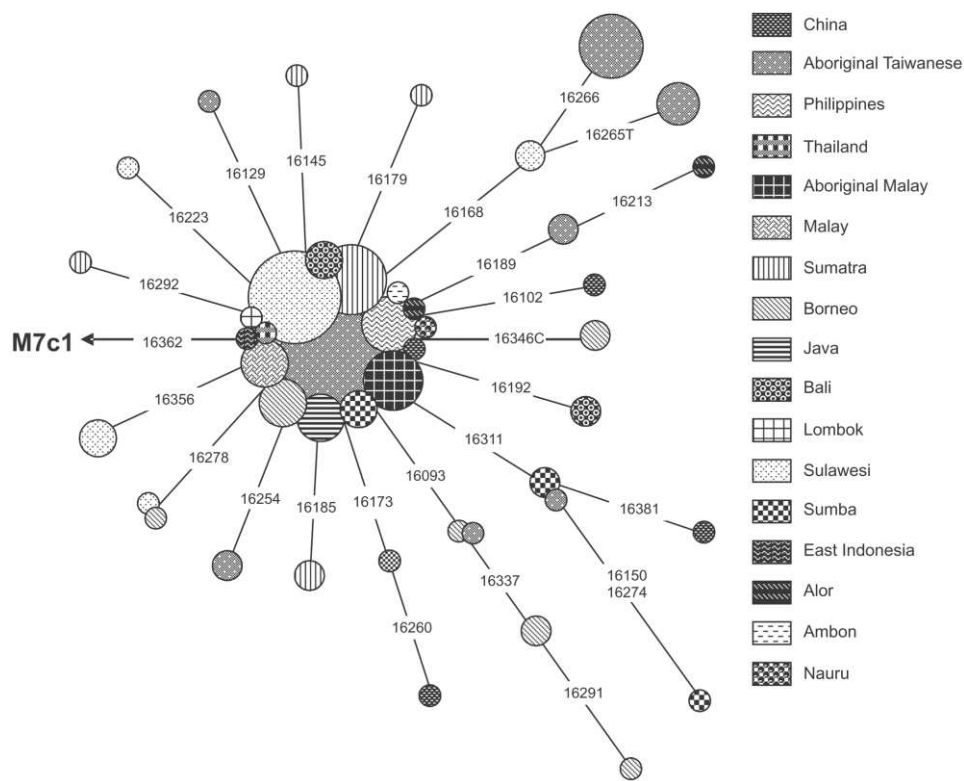 16266
16265T
16145
16129
16179
16213
16223
16168
16189
16292
16102
M7c1
16362
16346C
16192
16356
16311
16278
16093
16254
16185
16173
16381
16337
16150
16274
16260
16291
China
Aboriginal Taiwanese
Philippines
Thailand
Aboriginal Malay
Malay
Sumatra
Borneo
Java
Bali
Lombok
Sulawesi
Sumba
East Indonesia
Alor
Ambon
Nauru